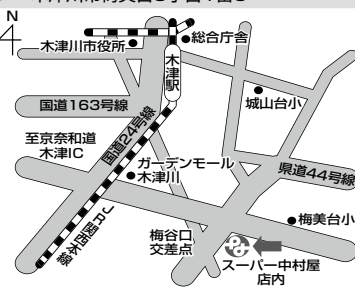 N
木津川市役所
総合庁舎
木津駅
国道163号線
城山台小
至京奈和道
木津IC
国道24号線
ガーデンモール
木津川
県道44号線
JR関西本線
梅谷口
交差点
梅美台小
スーパー中村屋
店内